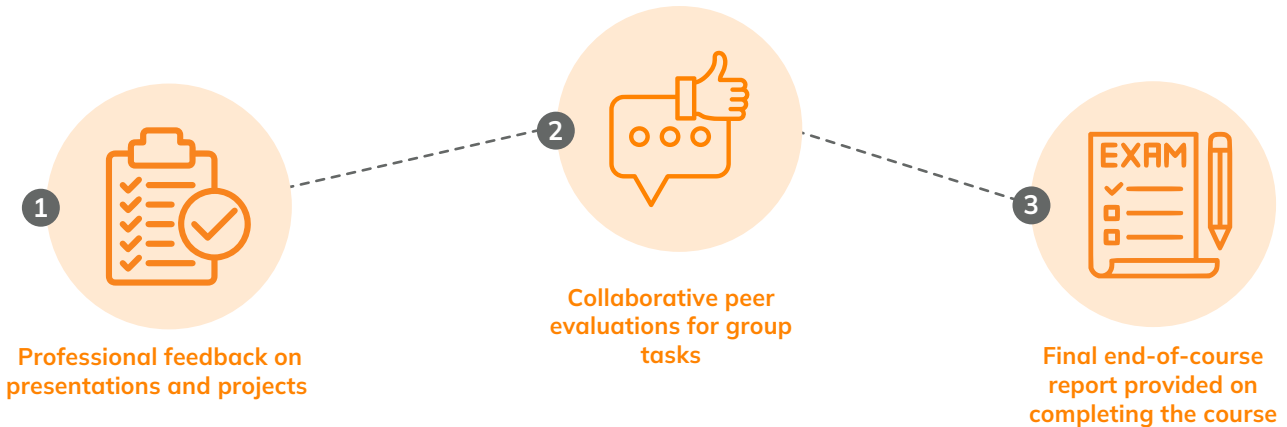 1
Professional feedback on
presentations and projects
2
Collaborative peer
evaluations for group
tasks
3
EXAM
Final end-of-course
report provided on
completing the course